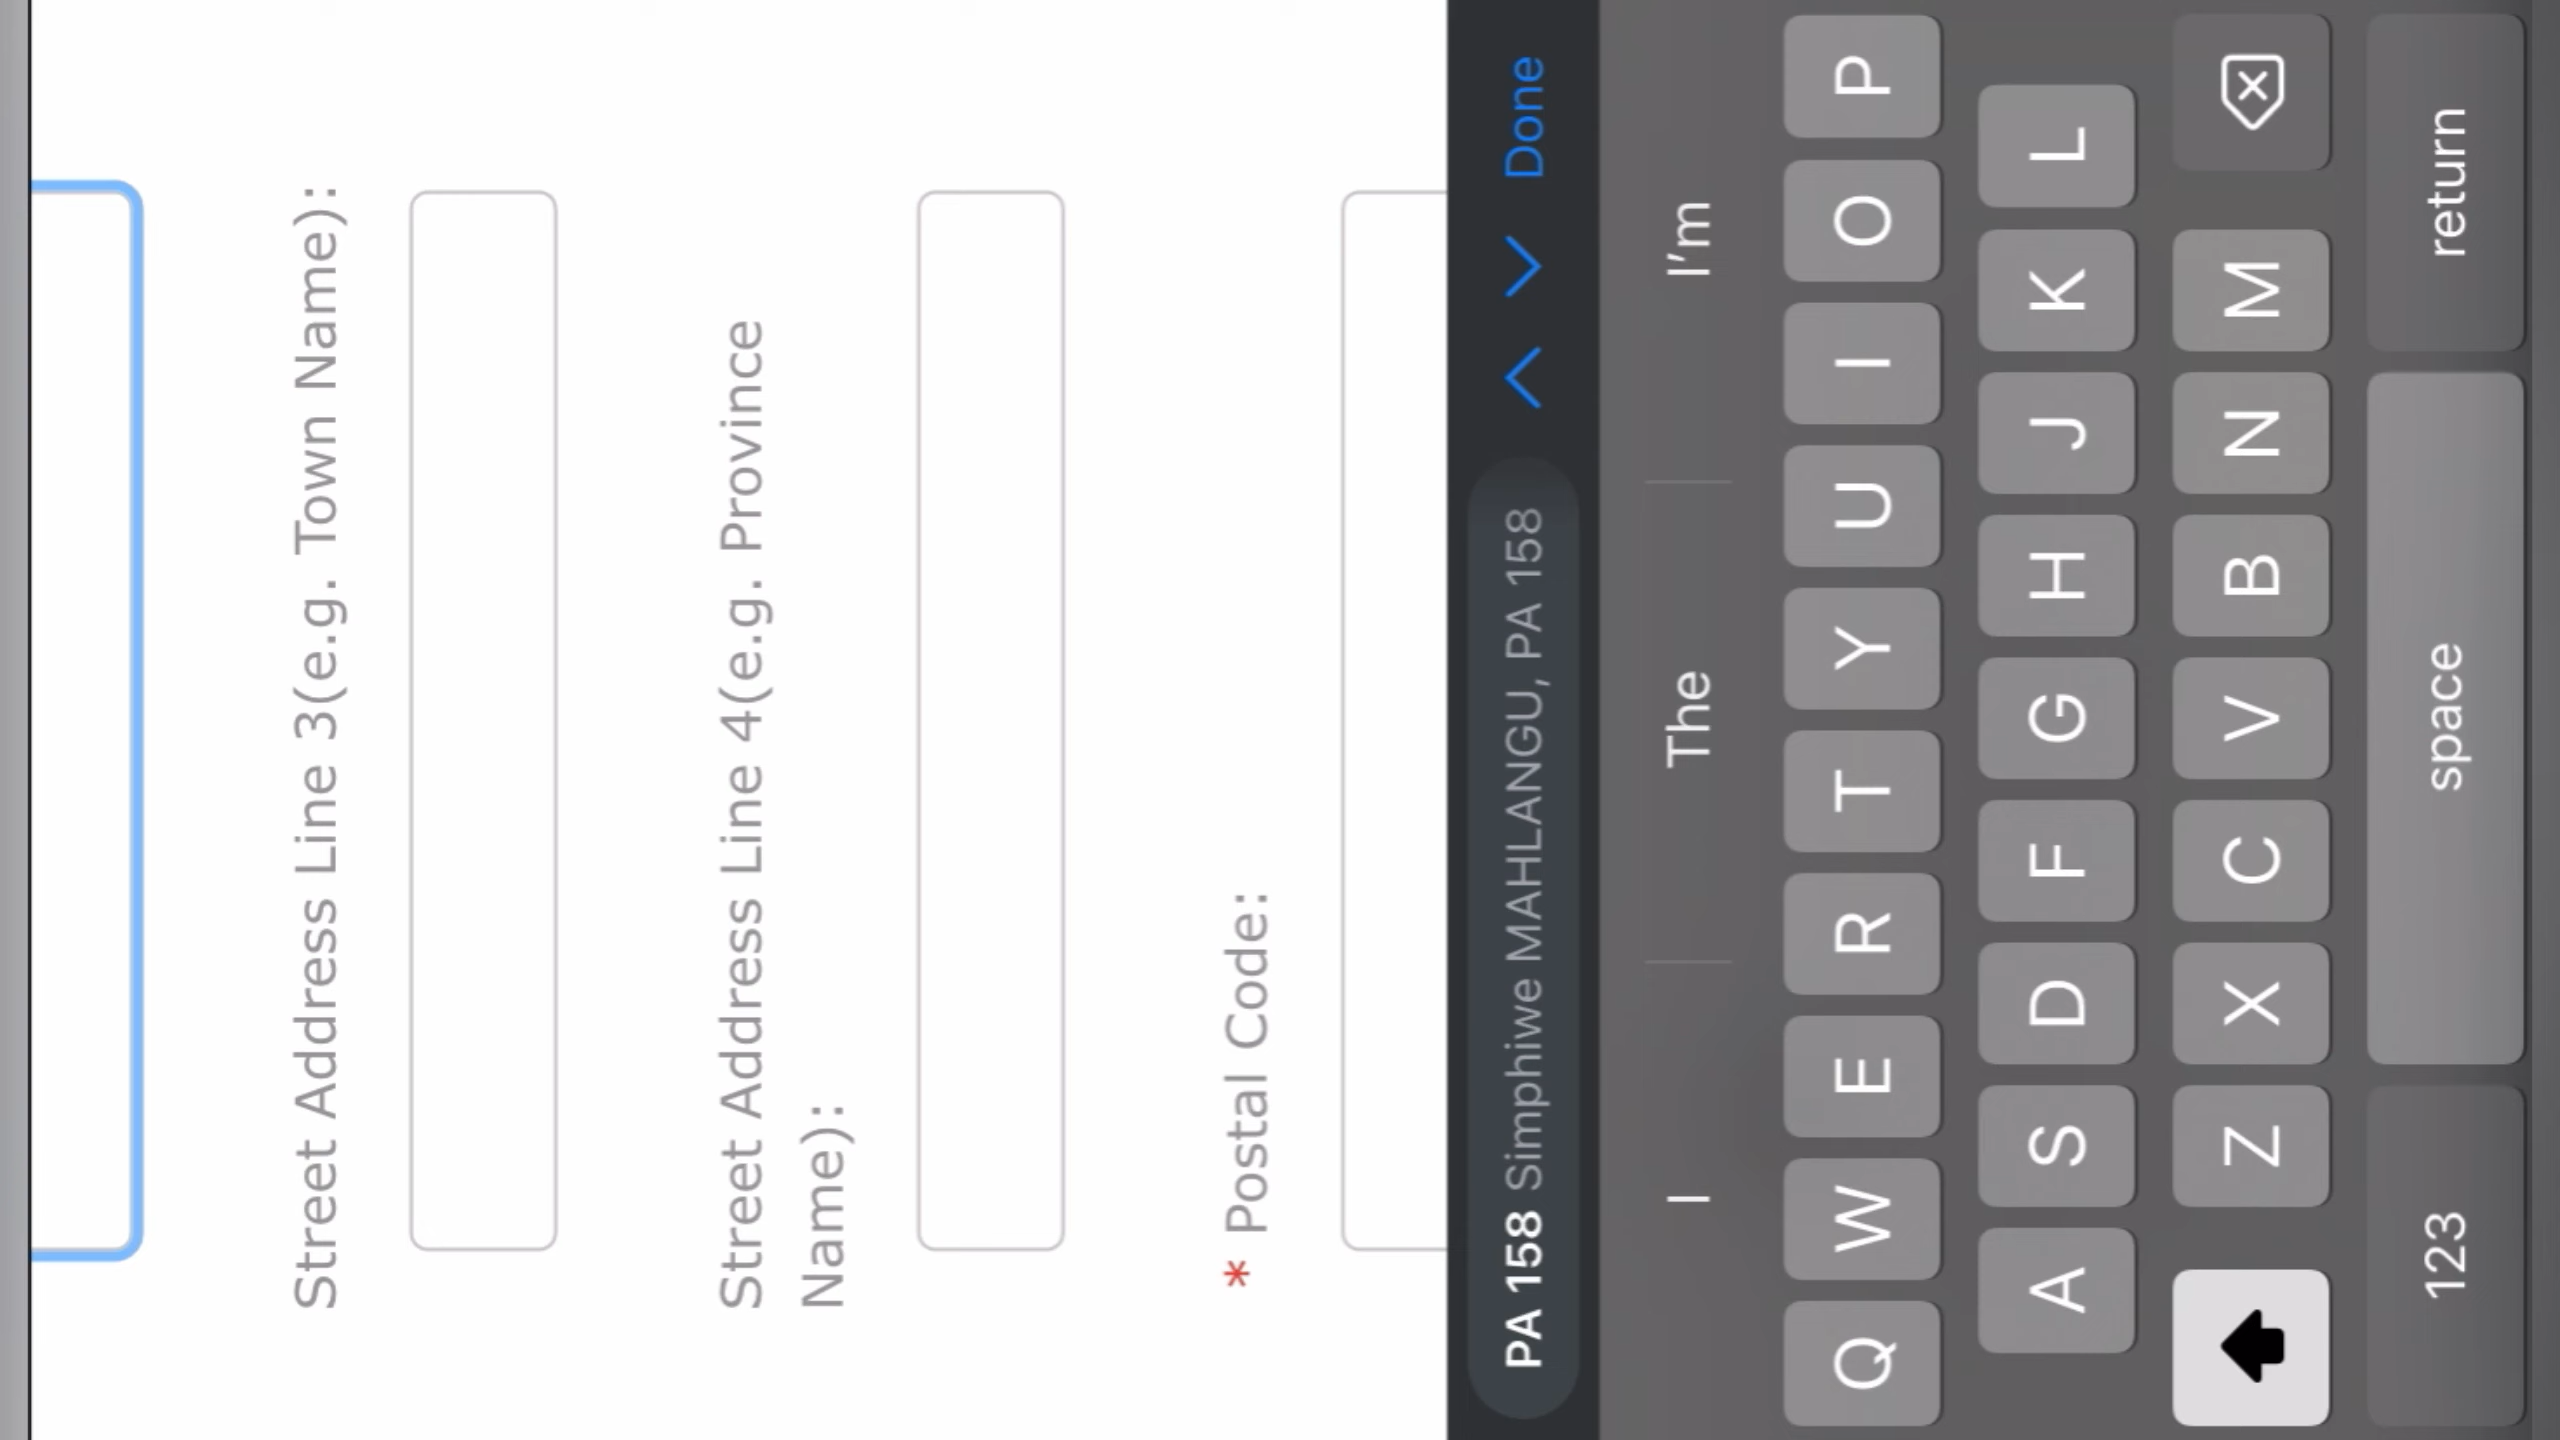 Street Address Line 3(e.g. Town Name):
Street Address Line 4(e.g. Province
Name):
* Postal Code:
PA 158 Simphiwe MAHLANGU, PA 158
Done
I
The
I'm
Q W E R T Y U I O P
A S D F G H J K L
Z X C V B N M
123 space return